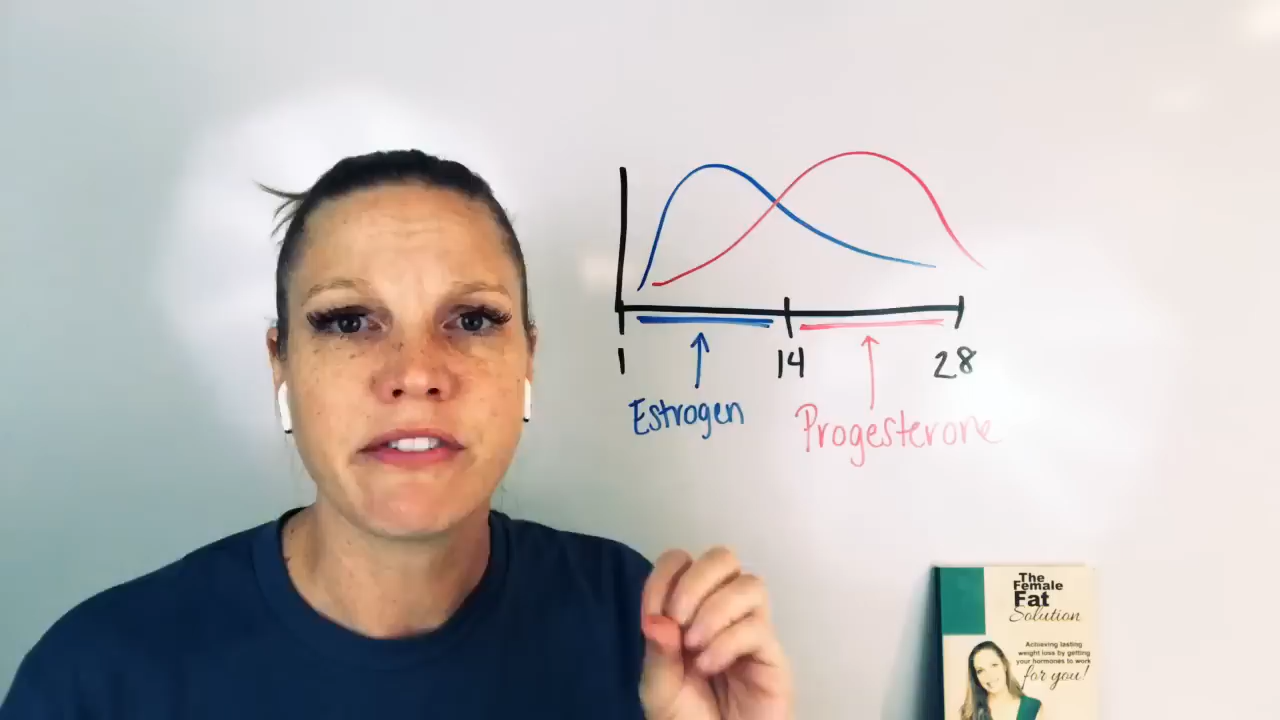 1
14
28
Estrogen
Progesterone
The
Female
Fat
Solution
Achieving lasting
weight loss by getting
your hormones to work
for you!